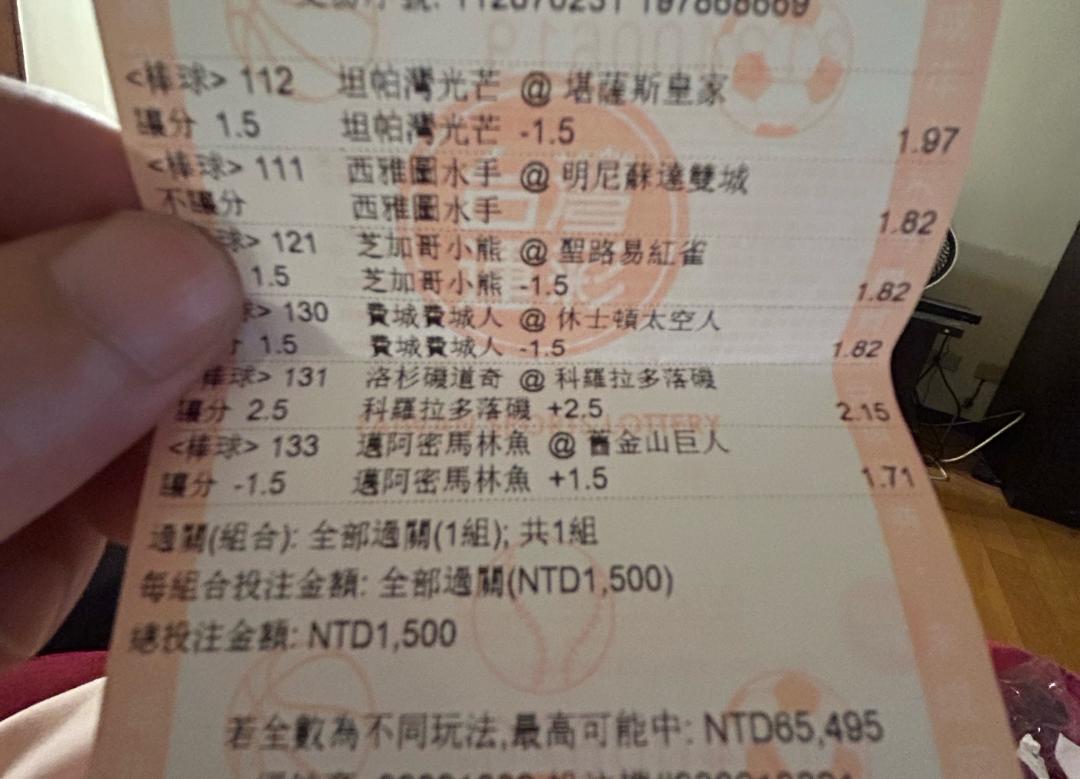 <棒球> 112 坦帕灣光芒 @ 堪薩斯皇家
讓分 1.5 坦帕灣光芒 -1.5 1.97
<棒球> 111 西雅圖水手 @ 明尼蘇達雙城
不讓分 西雅圖水手 1.82
球> 121 芝加哥小熊 @ 聖路易紅雀
1.5 芝加哥小熊 -1.5 1.82
> 130 費城費城人 @ 休士頓太空人
1.5 費城費城人 -1.5 1.82
棒球> 131 洛杉磯道奇 @ 科羅拉多落磯
讓分 2.5 科羅拉多落磯 +2.5 2.15
<棒球> 133 邁阿密馬林魚 @ 舊金山巨人
讓分 -1.5 邁阿密馬林魚 +1.5 1.71
過關(組合): 全部過關(1組); 共1組
每組合投注金額: 全部過關(NTD1,500)
總投注金額: NTD1,500
若全數為不同玩法,最高可能中: NTD65,495